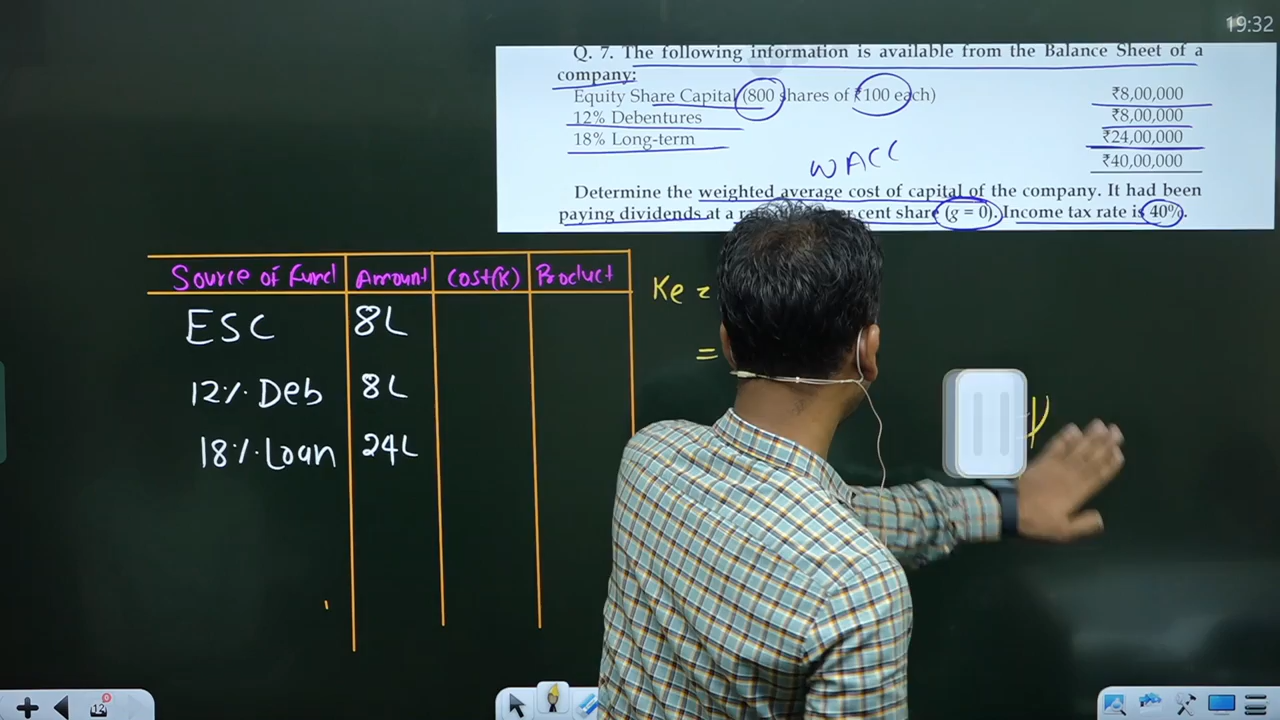 19:32
Q. 7. The following information is available from the Balance Sheet of a
company:
Equity Share Capital (800 shares of ₹100 each) ₹8,00,000
12% Debentures ₹8,00,000
18% Long-term ₹24,00,000
₹40,00,000
WACC
Determine the weighted average cost of capital of the company. It had been
paying dividends at a cent share (g = 0). Income tax rate is 40%.
Source of Fund Amount Cost(K) Product
ESC 8L
12% Deb 8L
18% Loan 24L
Ke =
=
12